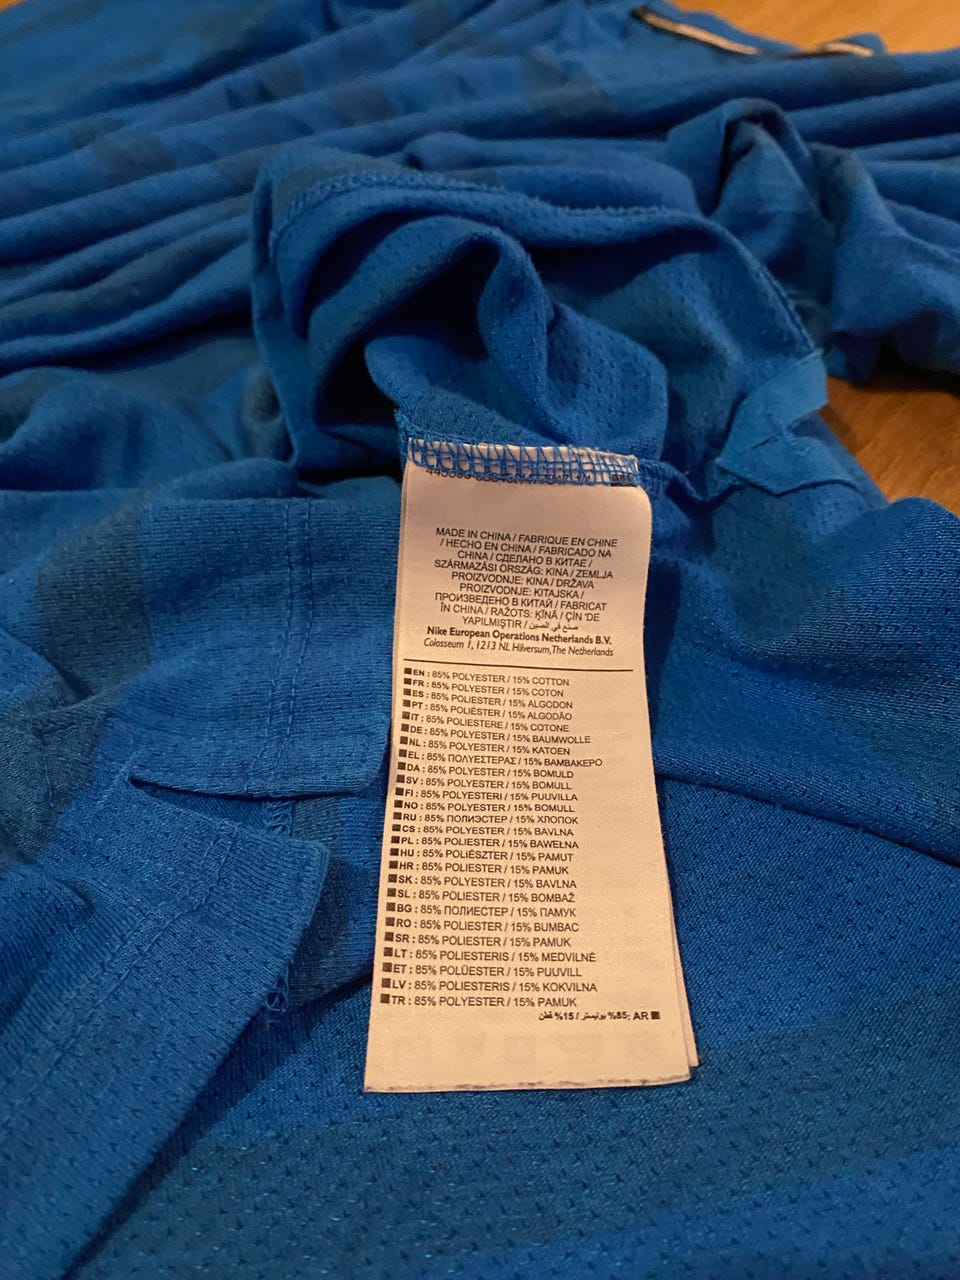 MADE IN CHINA / FABRIQUE EN CHINE
/ HECHO EN CHINA / FABRICADO NA
CHINA / СДЕЛАНО В КИТАЕ /
SZÁRMAZÁSI ORSZÁG: KINA / ZEMLJA
PROIZVODNJE: KINA / DRŽAVA
PROIZVODNJE: KITAJSKA /
ПРОИЗВЕДЕНО В КИТАЙ / FABRICAT
ÎN CHINA / RAŽOTS: ĶĪNĀ / ÇİN 'DE
YAPILMIŞTIR / صنع في الصين
Nike European Operations Netherlands B.V.
Colosseum 1, 1213 NL Hilversum, The Netherlands
EN : 85% POLYESTER / 15% COTTON
FR : 85% POLYESTER / 15% COTON
ES : 85% POLIESTER / 15% ALGODON
PT : 85% POLIÉSTER / 15% ALGODÃO
IT : 85% POLIESTERE / 15% COTONE
DE : 85% POLYESTER / 15% BAUMWOLLE
NL : 85% POLYESTER / 15% KATOEN
EL : 85% ΠΟΛΥΕΣΤΕΡΑΣ / 15% ΒΑΜΒΑΚΕΡΟ
DA : 85% POLYESTER / 15% BOMULD
SV : 85% POLYESTER / 15% BOMULL
FI : 85% POLYESTERI / 15% PUUVILLA
NO : 85% POLYESTER / 15% BOMULL
RU : 85% ПОЛИЭСТЕР / 15% ХЛОПОК
CS : 85% POLYESTER / 15% BAVLNA
PL : 85% POLIESTER / 15% BAWEŁNA
HU : 85% POLIÉSZTER / 15% PAMUT
HR : 85% POLIESTER / 15% PAMUK
SK : 85% POLYESTER / 15% BAVLNA
SL : 85% POLIESTER / 15% BOMBAŽ
BG : 85% ПОЛИЕСТЕР / 15% ПАМУК
RO : 85% POLIESTER / 15% BUMBAC
SR : 85% POLIESTER / 15% PAMUK
LT : 85% POLIESTERIS / 15% MEDVILNĖ
ET : 85% POLÜESTER / 15% PUUVILL
LV : 85% POLIESTERIS / 15% KOKVILNA
TR : 85% POLYESTER / 15% PAMUK
AR :85% بوليستر / 15% قطن